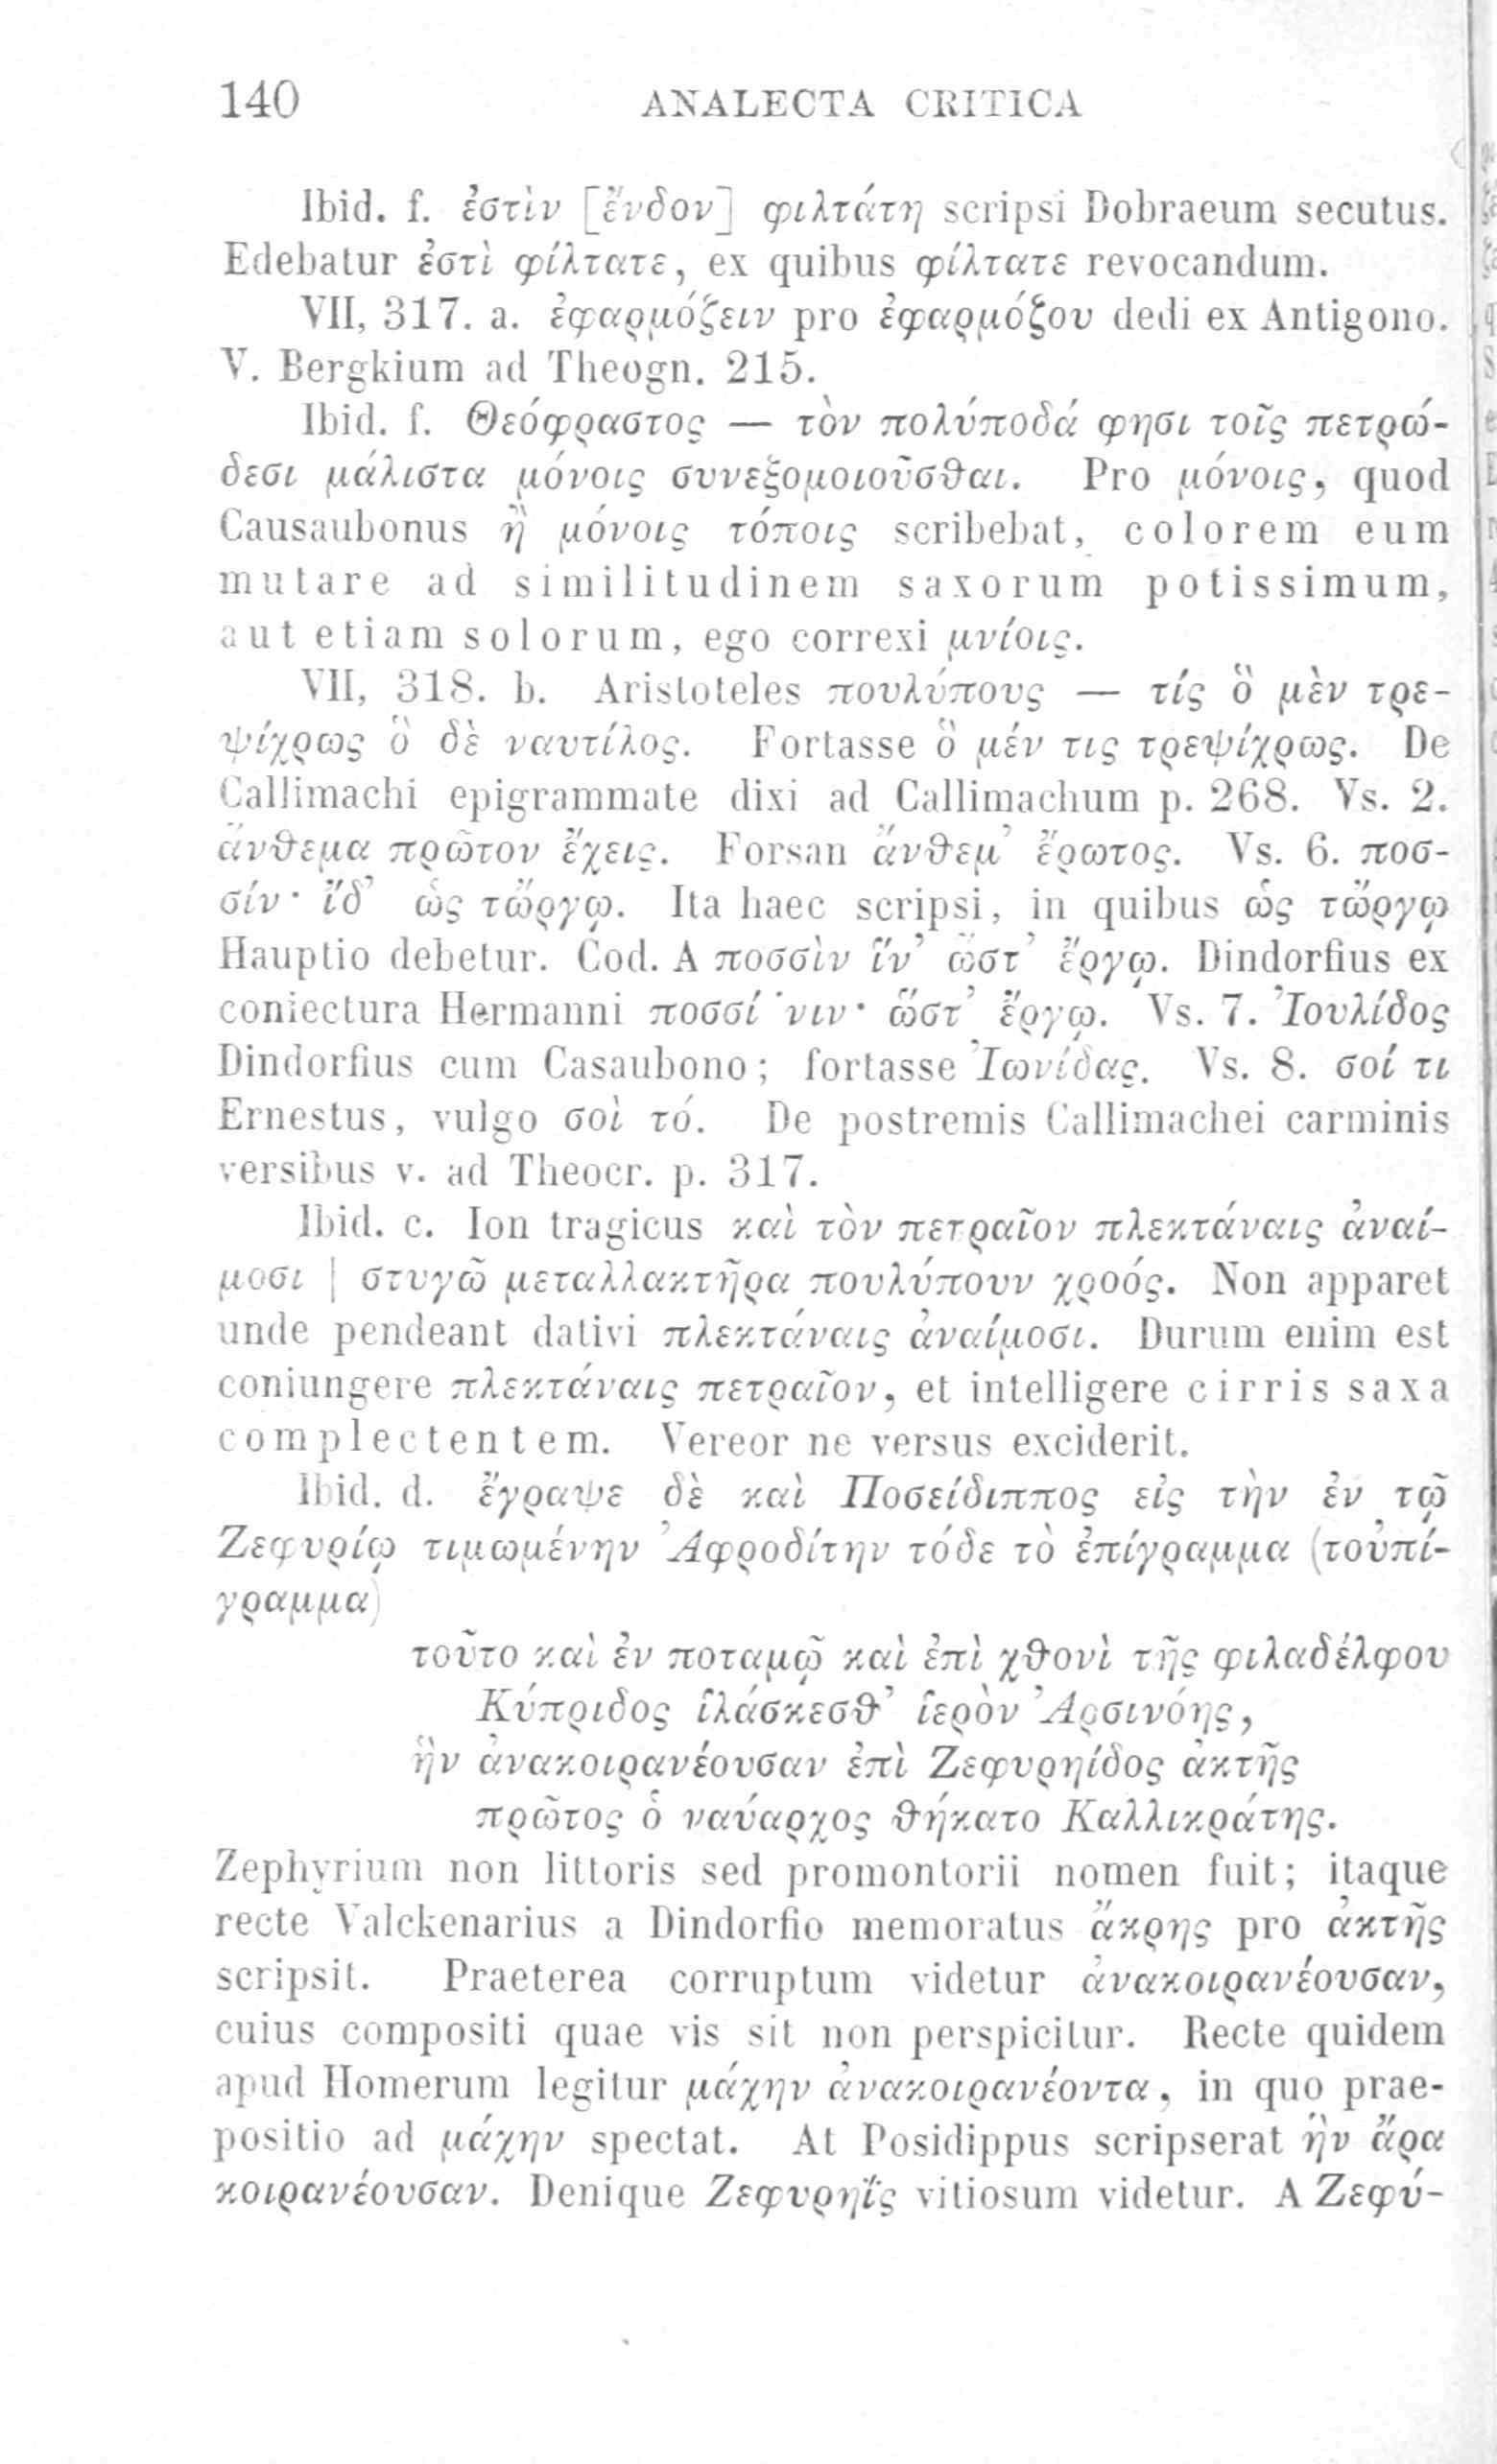 140 ANALECTA CRITICA
Ibid. f. ἐστὶν [ἔνδον] φιλτάτη scripsi Dobraeum secutus.
Edebatur ἐστὶ φίλτατε, ex quibus φίλτατε revocandum.
VII, 317. a. ἐφαρμόζειν pro ἐφαρμόζου dedi ex Antigono.
V. Bergkium ad Theogn. 215.
Ibid. f. Θεόφραστος — τὸν πολύποδά φησι τοῖς πετρώ-
δεσι μάλιστα μόνοις συνεξομοιοῦσθαι. Pro μόνοις, quod
Causaubonus ἢ μόνοις τόποις scribebat, colorem eum
mutare ad similitudinem saxorum potissimum,
aut etiam solorum, ego correxi μνίοις.
VII, 318. b. Aristoteles πουλύπους — τίς ὃ μὲν τρε-
ψίχρως ὃ δὲ ναυτίλος. Fortasse ὃ μέν τις τρεψίχρως. De
Callimachi epigrammate dixi ad Callimachum p. 268. Vs. 2.
ἄνθεμα πρῶτον ἔχεις. Forsan ἄνθεμ’ ἔρωτος. Vs. 6. ποσ-
σίν· ἴδ’ ὡς τὤργῳ. Ita haec scripsi, in quibus ὡς τὤργῳ
Hauptio debetur. Cod. A ποσσὶν ἵν’ ὥστ’ ἔργῳ. Dindorfius ex
coniectura Hermanni ποσσί ’νιν· ὥστ’ ἔργῳ. Vs. 7. Ἰουλίδος
Dindorfius cum Casaubono; fortasse Ἰωνίδας. Vs. 8. σοί τι
Ernestus, vulgo σοὶ τό. De postremis Callimachei carminis
versibus v. ad Theocr. p. 317.
Ibid. c. Ion tragicus καὶ τὸν πετραῖον πλεκτάναις ἀναί-
μοσι | στυγῶ μεταλλακτῆρα πουλύπουν χροός. Non apparet
unde pendeant dativi πλεκτάναις ἀναίμοσι. Durum enim est
coniungere πλεκτάναις πετραῖον, et intelligere cirris saxa
complectentem. Vereor ne versus exciderit.
Ibid. d. ἔγραψε δὲ καὶ Ποσείδιππος εἰς τὴν ἐν τῷ
Ζεφυρίῳ τιμωμένην Ἀφροδίτην τόδε τὸ ἐπίγραμμα (τοὐπί-
γραμμα)
τοῦτο καὶ ἐν ποταμῷ καὶ ἐπὶ χθονὶ τῆς φιλαδέλφου
Κύπριδος ἱλάσκεσθ’ ἱερὸν Ἀρσινόης,
ἣν ἀνακοιρανέουσαν ἐπὶ Ζεφυρηίδος ἀκτῆς
πρῶτος ὁ ναύαρχος θήκατο Καλλικράτης.
Zephyrium non littoris sed promontorii nomen fuit; itaque
recte Valckenarius a Dindorfio memoratus ἄκρης pro ἀκτῆς
scripsit. Praeterea corruptum videtur ἀνακοιρανέουσαν,
cuius compositi quae vis sit non perspicitur. Recte quidem
apud Homerum legitur μάχην ἀνακοιρανέοντα, in quo prae-
positio ad μάχην spectat. At Posidippus scripserat ἣν ἄρα
κοιρανέουσαν. Denique Ζεφυρηΐς vitiosum videtur. A Ζεφύ-